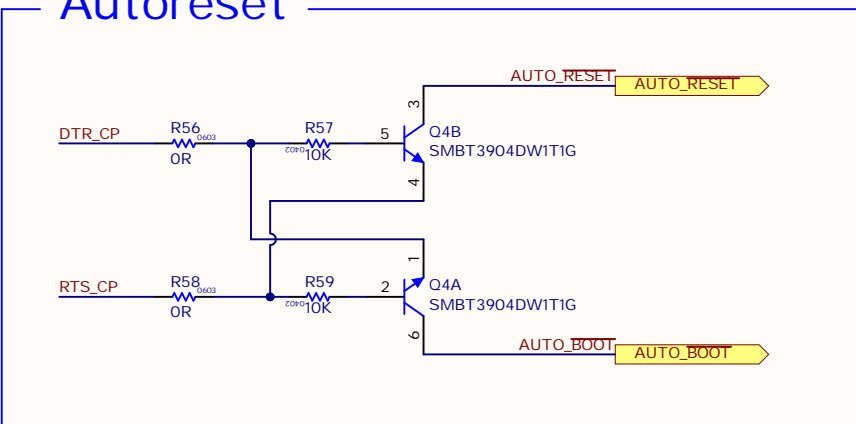 Autoreset
AUTO_RESET
AUTO_RESET
3
DTR_CP
R56
0603
0R
R57
0402
10K
5
Q4B
SMBT3904DW1T1G
4
1
RTS_CP
R58
0603
0R
R59
0402
10K
2
Q4A
SMBT3904DW1T1G
6
AUTO_BOOT
AUTO_BOOT